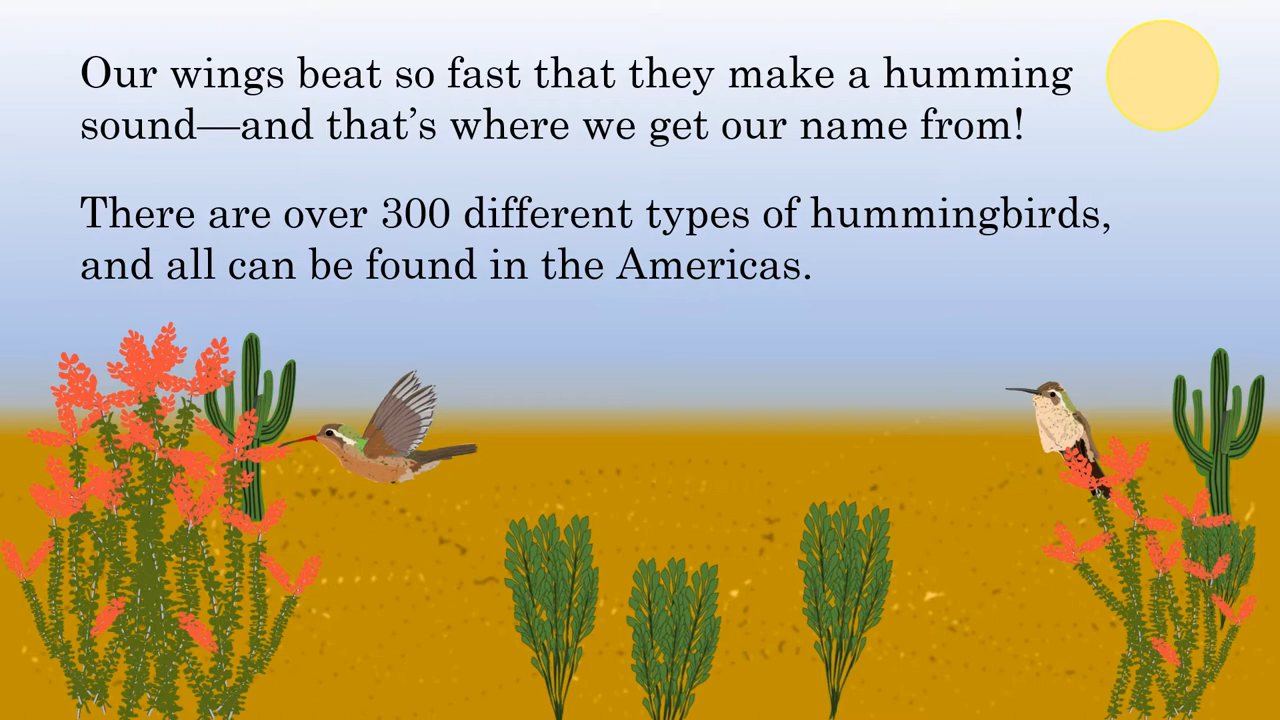 Our wings beat so fast that they make a humming
sound—and that’s where we get our name from!
There are over 300 different types of hummingbirds,
and all can be found in the Americas.